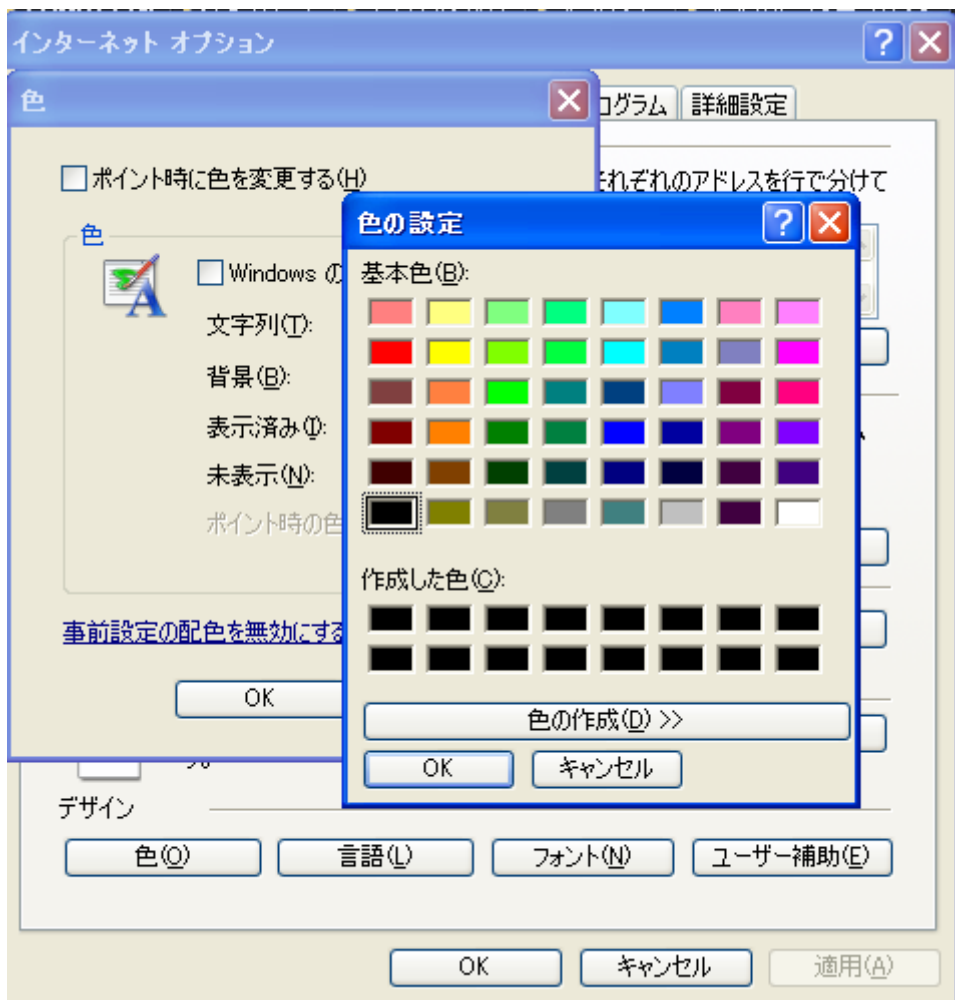 インターネット オプション
色
ログラム
詳細設定
ポイント時に色を変更する(H)
それぞれのアドレスを行で分けて
色の設定
色
Windows の
基本色(B):
文字列(T):
背景(B):
表示済み(I):
未表示(N):
ポイント時の色
作成した色(C):
事前設定の配色を無効にする
OK
色の作成(D) >>
OK
キャンセル
デザイン
色(O)
言語(L)
フォント(N)
ユーザー補助(E)
OK
キャンセル
適用(A)